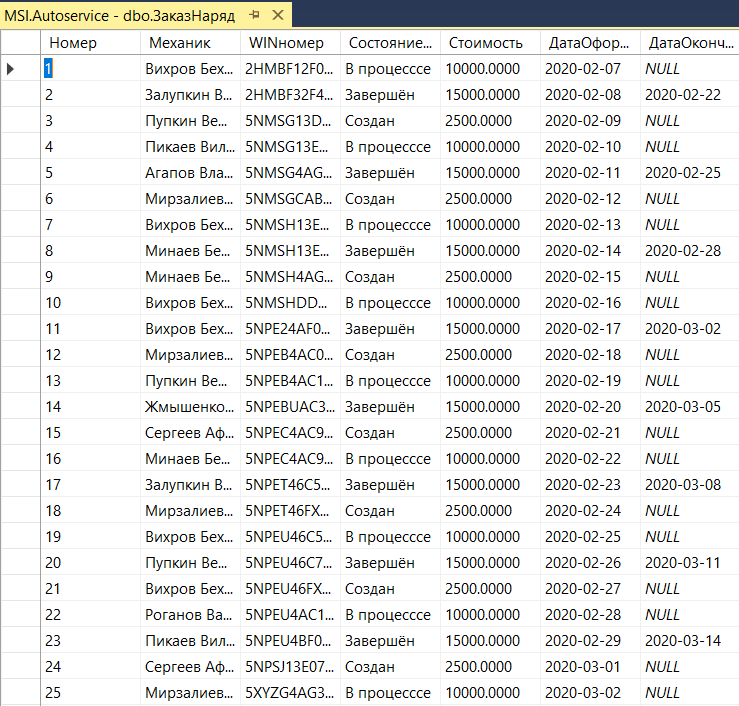 MSI.Autoservice - dbo.ЗаказНаряд
Номер Механик WINномер Состояние... Стоимость ДатаОфор... ДатаОконч...
1 Вихров Бех... 2HMBF12F0... В процесссе 10000.0000 2020-02-07 NULL
2 Залупкин В... 2HMBF32F4... Завершён 15000.0000 2020-02-08 2020-02-22
3 Пупкин Ве... 5NMSG13D... Создан 2500.0000 2020-02-09 NULL
4 Пикаев Вил... 5NMSG13E... В процесссе 10000.0000 2020-02-10 NULL
5 Агапов Вла... 5NMSG4AG... Завершён 15000.0000 2020-02-11 2020-02-25
6 Мирзалиев... 5NMSGCAB... Создан 2500.0000 2020-02-12 NULL
7 Вихров Бех... 5NMSH13E... В процесссе 10000.0000 2020-02-13 NULL
8 Минаев Бе... 5NMSH13E... Завершён 15000.0000 2020-02-14 2020-02-28
9 Минаев Бе... 5NMSH4AG... Создан 2500.0000 2020-02-15 NULL
10 Вихров Бех... 5NMSHDD... В процесссе 10000.0000 2020-02-16 NULL
11 Вихров Бех... 5NPE24AF0... Завершён 15000.0000 2020-02-17 2020-03-02
12 Мирзалиев... 5NPEB4AC0... Создан 2500.0000 2020-02-18 NULL
13 Пупкин Ве... 5NPEB4AC1... В процесссе 10000.0000 2020-02-19 NULL
14 Жмышенко... 5NPEBUAC3... Завершён 15000.0000 2020-02-20 2020-03-05
15 Сергеев Аф... 5NPEC4AC9... Создан 2500.0000 2020-02-21 NULL
16 Минаев Бе... 5NPEC4AC9... В процесссе 10000.0000 2020-02-22 NULL
17 Залупкин В... 5NPET46C5... Завершён 15000.0000 2020-02-23 2020-03-08
18 Мирзалиев... 5NPET46FX... Создан 2500.0000 2020-02-24 NULL
19 Вихров Бех... 5NPEU46C5... В процесссе 10000.0000 2020-02-25 NULL
20 Пупкин Ве... 5NPEU46C7... Завершён 15000.0000 2020-02-26 2020-03-11
21 Вихров Бех... 5NPEU46FX... Создан 2500.0000 2020-02-27 NULL
22 Роганов Ва... 5NPEU4AC1... В процесссе 10000.0000 2020-02-28 NULL
23 Пикаев Вил... 5NPEU4BF0... Завершён 15000.0000 2020-02-29 2020-03-14
24 Сергеев Аф... 5NPSJ13E07... Создан 2500.0000 2020-03-01 NULL
25 Мирзалиев... 5XYZG4AG3... В процесссе 10000.0000 2020-03-02 NULL